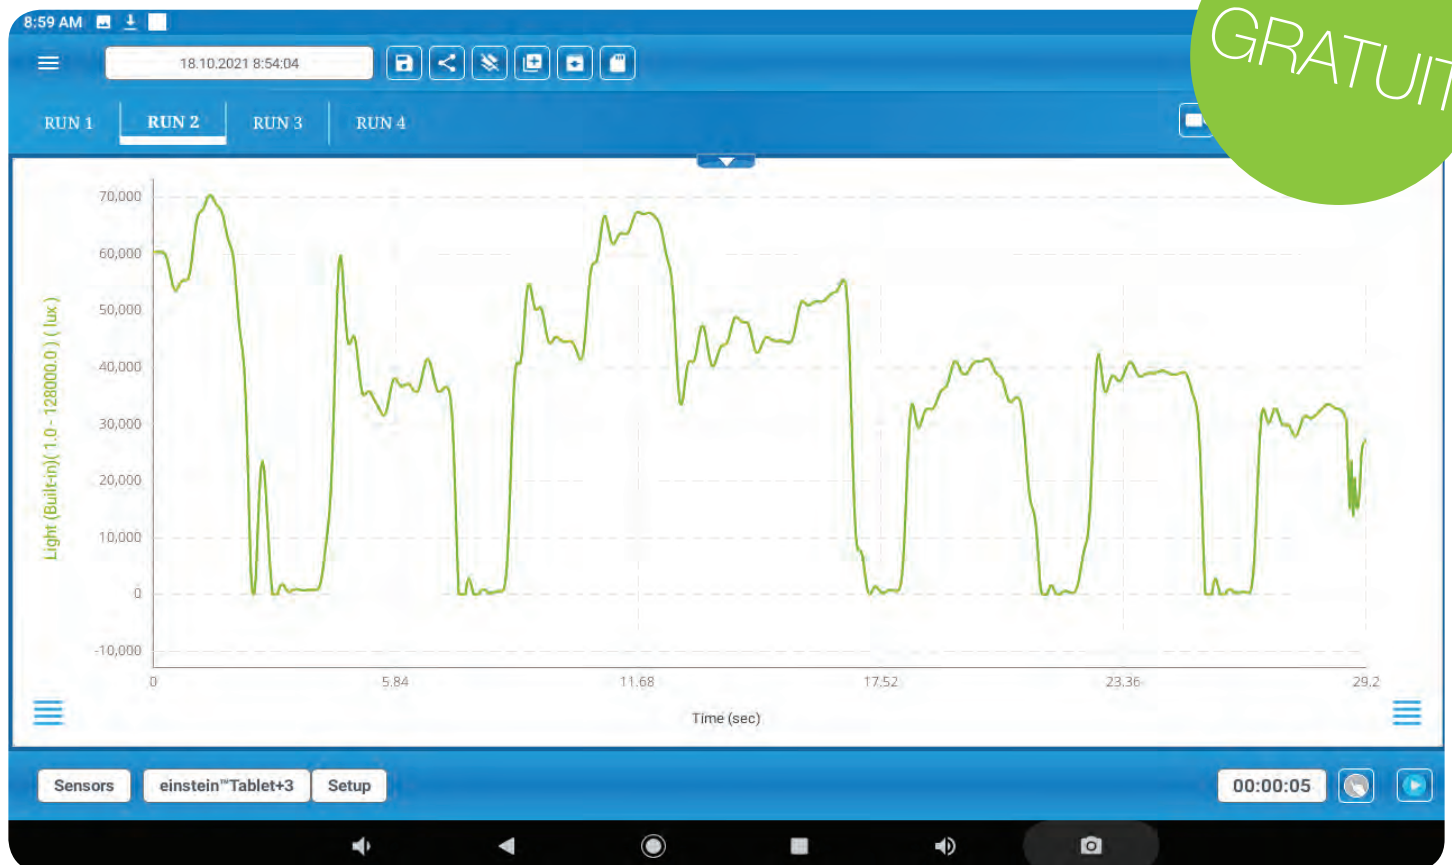 8:59 AM
GRATUIT
18.10.2021 8:54:04
RUN 1 RUN 2 RUN 3 RUN 4
Light (Built-in)( 1.0 - 128000.0 ) ( lux )
70,000
60,000
50,000
40,000
30,000
20,000
10,000
0
-10,000
0 5.84 11.68 17.52 23.36 29.2
Time (sec)
Sensors einstein™Tablet+3 Setup 00:00:05